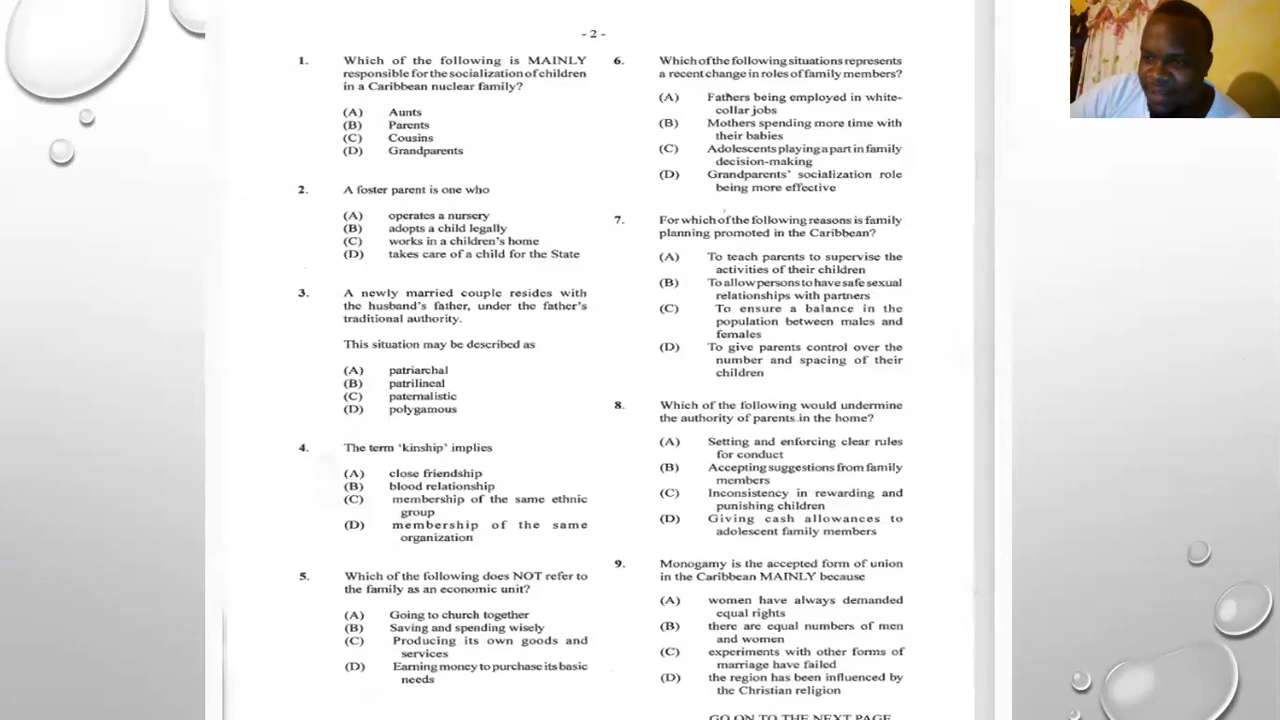 - 2 -
1. Which of the following is MAINLY
responsible for the socialization of children
in a Caribbean nuclear family?
(A) Aunts
(B) Parents
(C) Cousins
(D) Grandparents
2. A foster parent is one who
(A) operates a nursery
(B) adopts a child legally
(C) works in a children's home
(D) takes care of a child for the State
3. A newly married couple resides with
the husband's father, under the father's
traditional authority.
This situation may be described as
(A) patriarchal
(B) patrilineal
(C) paternalistic
(D) polygamous
4. The term 'kinship' implies
(A) close friendship
(B) blood relationship
(C) membership of the same ethnic
group
(D) membership of the same
organization
5. Which of the following does NOT refer to
the family as an economic unit?
(A) Going to church together
(B) Saving and spending wisely
(C) Producing its own goods and
services
(D) Earning money to purchase its basic
needs
6. Which of the following situations represents
a recent change in roles of family members?
(A) Fathers being employed in white-
collar jobs
(B) Mothers spending more time with
their babies
(C) Adolescents playing a part in family
decision-making
(D) Grandparents' socialization role
being more effective
7. For which of the following reasons is family
planning promoted in the Caribbean?
(A) To teach parents to supervise the
activities of their children
(B) To allow persons to have safe sexual
relationships with partners
(C) To ensure a balance in the
population between males and
females
(D) To give parents control over the
number and spacing of their
children
8. Which of the following would undermine
the authority of parents in the home?
(A) Setting and enforcing clear rules
for conduct
(B) Accepting suggestions from family
members
(C) Inconsistency in rewarding and
punishing children
(D) Giving cash allowances to
adolescent family members
9. Monogamy is the accepted form of union
in the Caribbean MAINLY because
(A) women have always demanded
equal rights
(B) there are equal numbers of men
and women
(C) experiments with other forms of
marriage have failed
(D) the region has been influenced by
the Christian religion
GO ON TO THE NEXT PAGE